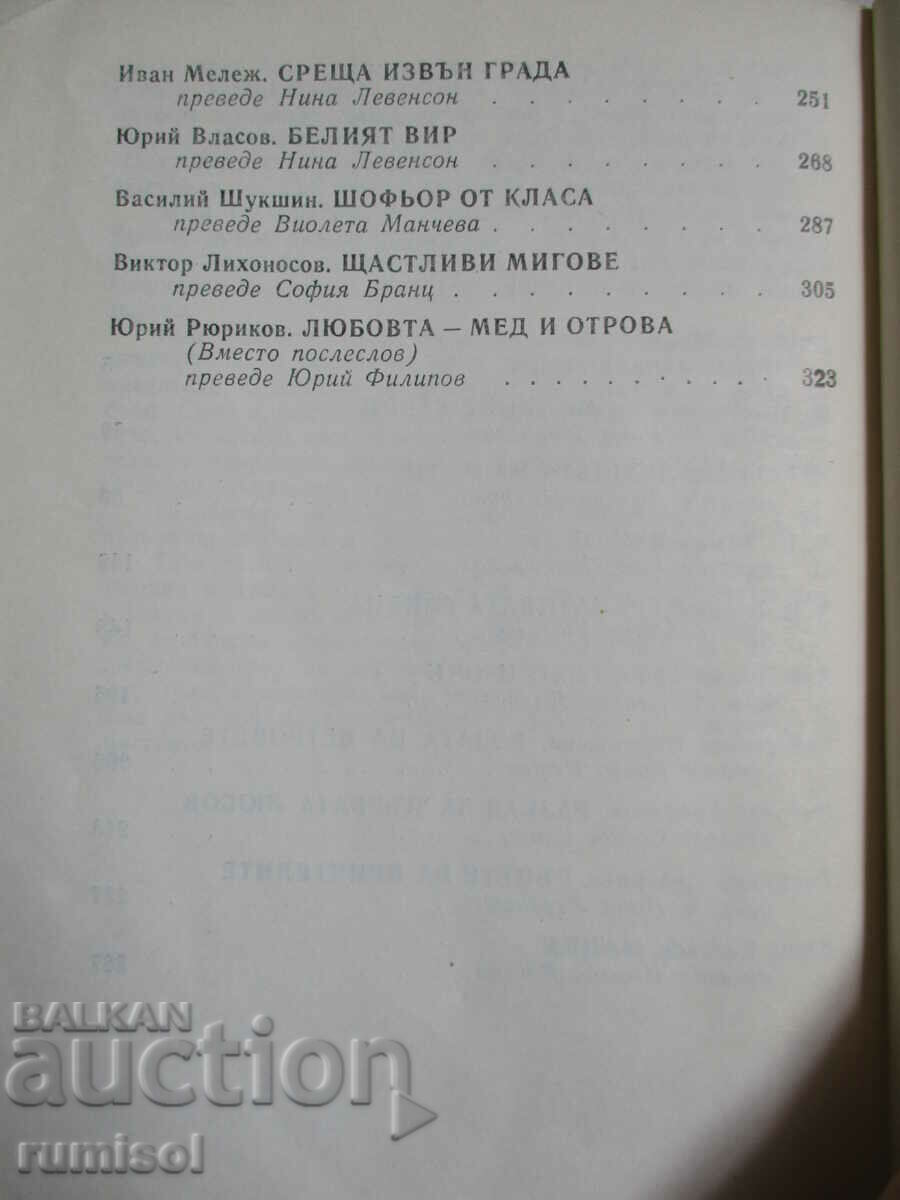 Иван Мележ. СРЕЩА ИЗВЪН ГРАДА
преведе Нина Левенсон . . . . . . . . 251
Юрий Власов. БЕЛИЯТ ВИР
преведе Нина Левенсон . . . . . . . . 268
Василий Шукшин. ШОФЬОР ОТ КЛАСА
преведе Виолета Манчева . . . . . . . . 287
Виктор Лихоносов. ЩАСТЛИВИ МИГОВЕ
преведе София Бранц . . . . . . . . . 305
Юрий Рюриков. ЛЮБОВТА — МЕД И ОТРОВА
(Вместо послеслов)
преведе Юрий Филипов . . . . . . . . . . . 323
BALKAN
auction
rumisol